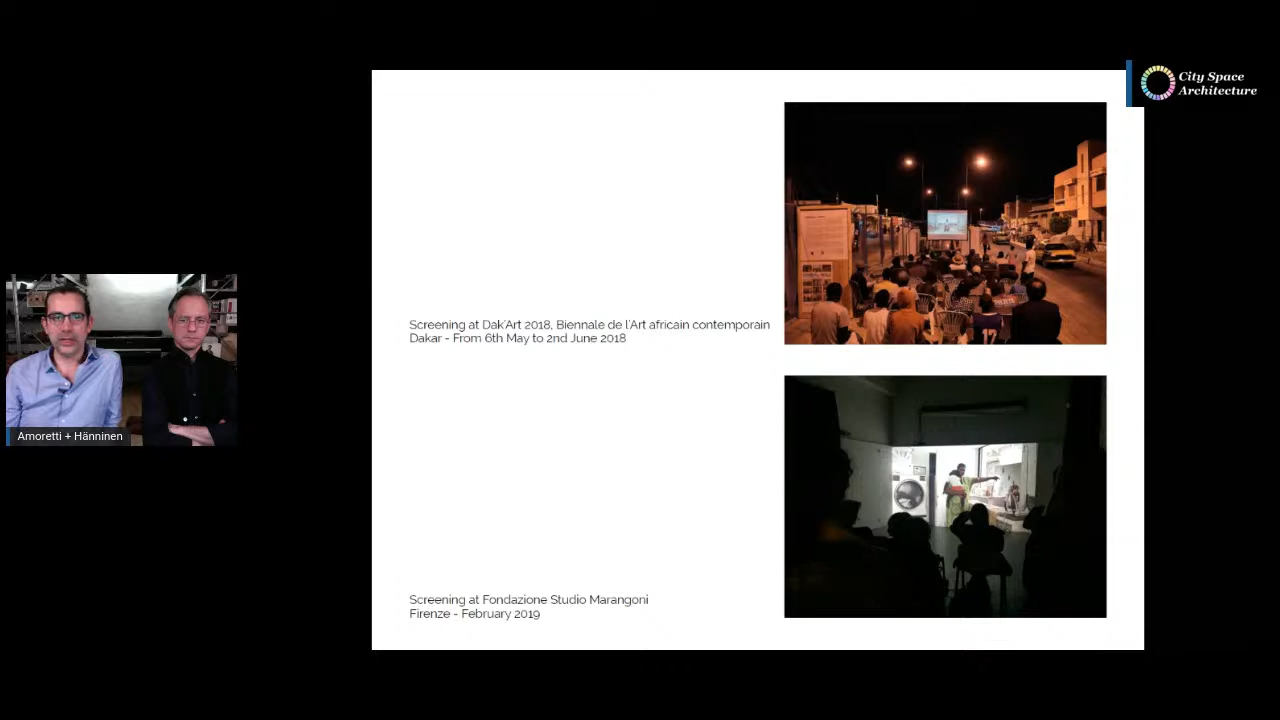 City Space
Architecture
Screening at Dak'Art 2018, Biennale de l'Art africain contemporain
Dakar - From 6th May to 2nd June 2018
Amoretti + Hänninen
Screening at Fondazione Studio Marangoni
Firenze - February 2019